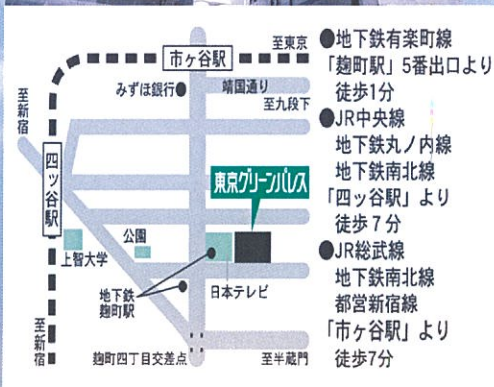 市ヶ谷駅
至東京
みずほ銀行●
靖国通り
至九段下
至新宿
四ッ谷駅
東京グリーンパレス
上智大学
公園
地下鉄
麹町駅
日本テレビ
至新宿
麹町四丁目交差点
至半蔵門
●地下鉄有楽町線
「麹町駅」5番出口より
徒歩1分
●JR中央線
地下鉄丸ノ内線
地下鉄南北線
「四ッ谷駅」より
徒歩7分
●JR総武線
地下鉄南北線
都営新宿線
「市ヶ谷駅」より
徒歩7分